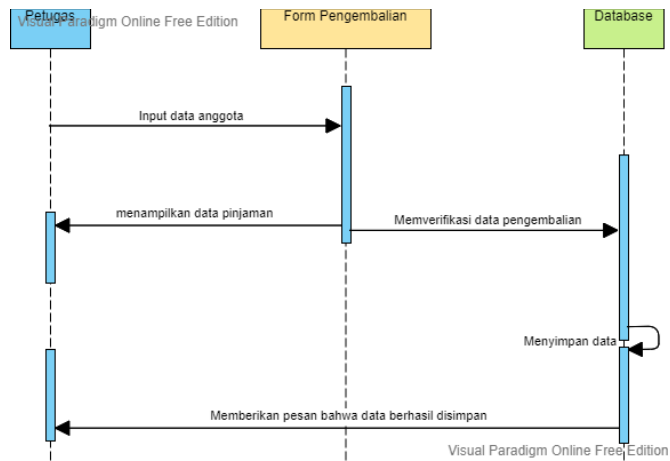 Petugas
Visual Paradigm Online Free Edition
Form Pengembalian
Database
Input data anggota
menampilkan data pinjaman
Memverifikasi data pengembalian
Menyimpan data
Memberikan pesan bahwa data berhasil disimpan
Visual Paradigm Online Free Edition